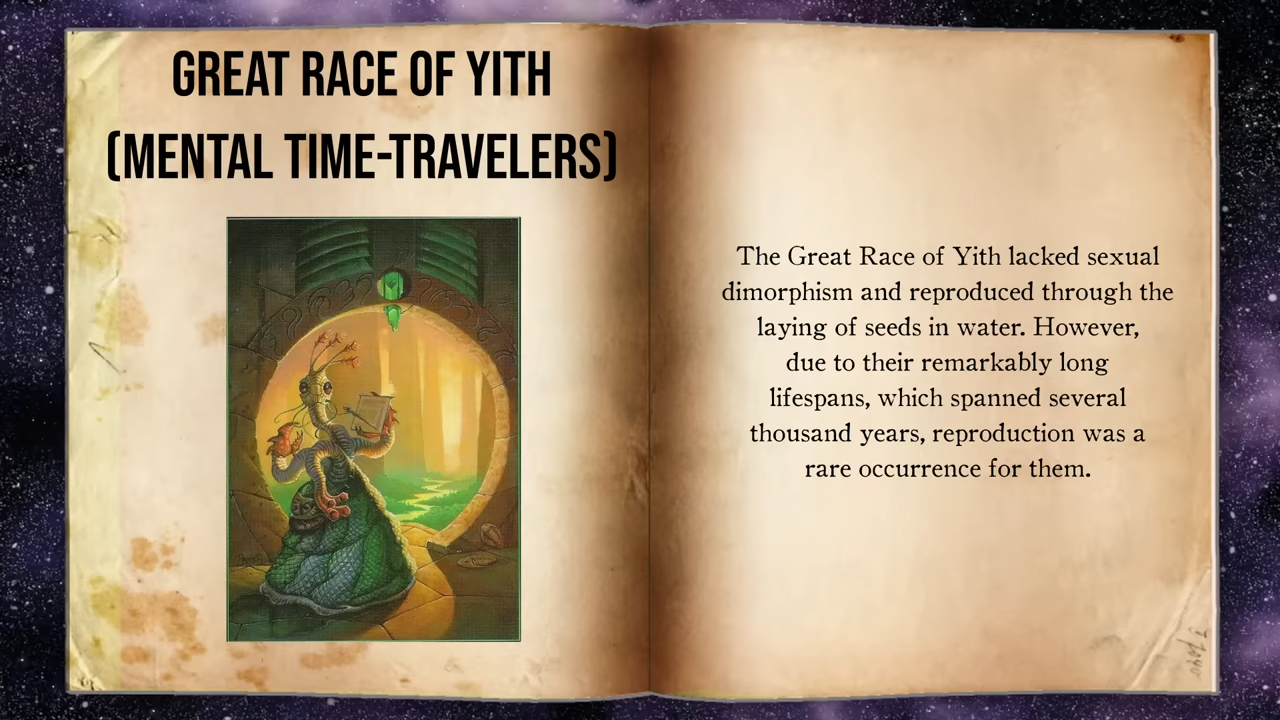 GREAT RACE OF YITH
(MENTAL TIME-TRAVELERS)
The Great Race of Yith lacked sexual
dimorphism and reproduced through the
laying of seeds in water. However,
due to their remarkably long
lifespans, which spanned several
thousand years, reproduction was a
rare occurrence for them.